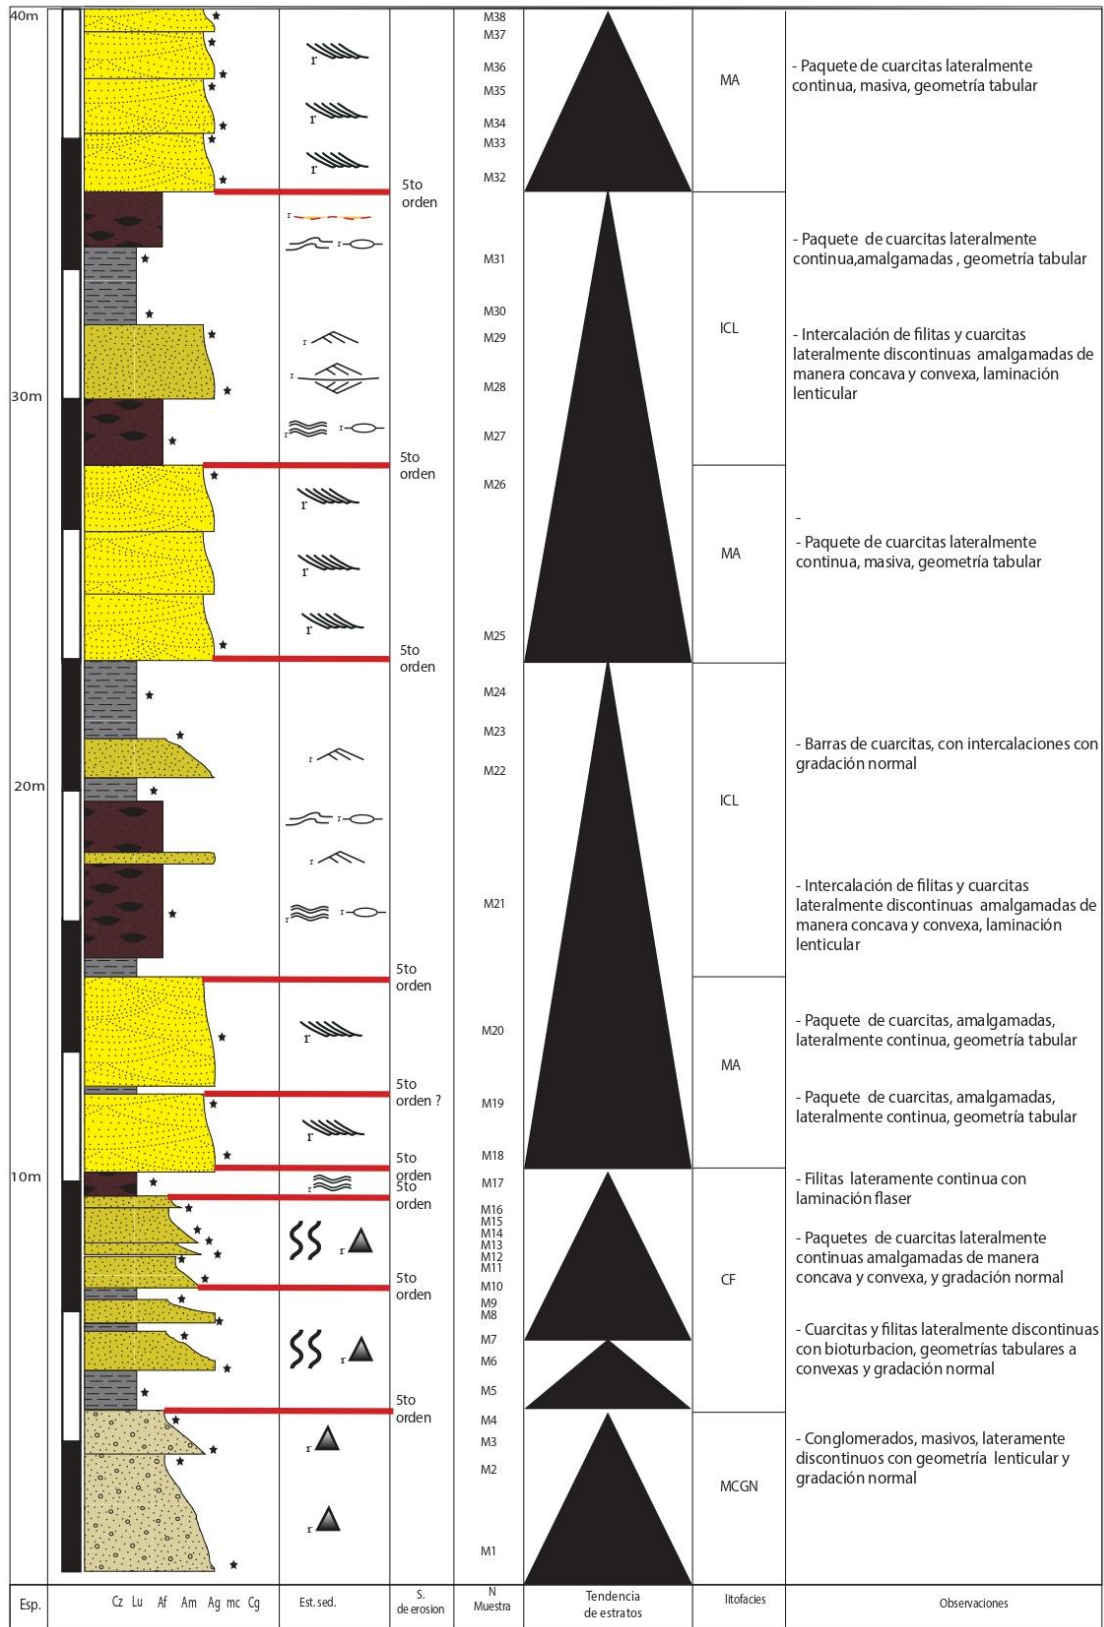 40m
M38
M37
r
M36
MA
- Paquete de cuarcitas lateralmente
continua, masiva, geometría tabular
M35
r
M34
M33
r
M32
5to
orden
r
r
r
M31
- Paquete de cuarcitas lateralmente
continua,amalgamadas , geometría tabular
M30
ICL
r
M29
- Intercalación de filitas y cuarcitas
lateralmente discontinuas amalgamadas de
manera concava y convexa, laminación
lenticular
r
M28
30m
r
r
M27
5to
orden
r
M26
-
- Paquete de cuarcitas lateralmente
continua, masiva, geometría tabular
r
MA
r
M25
5to
orden
M24
M23
- Barras de cuarcitas, con intercalaciones con
gradación normal
r
M22
20m
ICL
r
r
r
r
r
M21
- Intercalación de filitas y cuarcitas
lateralmente discontinuas amalgamadas de
manera concava y convexa, laminación
lenticular
5to
orden
r
M20
- Paquete de cuarcitas, amalgamadas,
lateralmente continua, geometría tabular
MA
5to
orden ?
M19
- Paquete de cuarcitas, amalgamadas,
lateralmente continua, geometría tabular
r
M18
10m
5to
orden
r
M17
- Filitas lateramente continua con
laminación flaser
5to
orden
M16
M15
M14
M13
M12
M11
r
- Paquetes de cuarcitas lateralmente
continuas amalgamadas de manera
concava y convexa, y gradación normal
CF
5to
orden
M10
M9
M8
M7
r
M6
- Cuarcitas y filitas lateralmente discontinuas
con bioturbacion, geometrías tabulares a
convexas y gradación normal
M5
5to
orden
M4
r
M3
- Conglomerados, masivos, lateramente
discontinuos con geometría lenticular y
gradación normal
M2
MCGN
r
M1
Esp.
Cz Lu Af Am Ag mc Cg
Est. sed.
S.
de erosion
N
Muestra
Tendencia
de estratos
litofacies
Observaciones